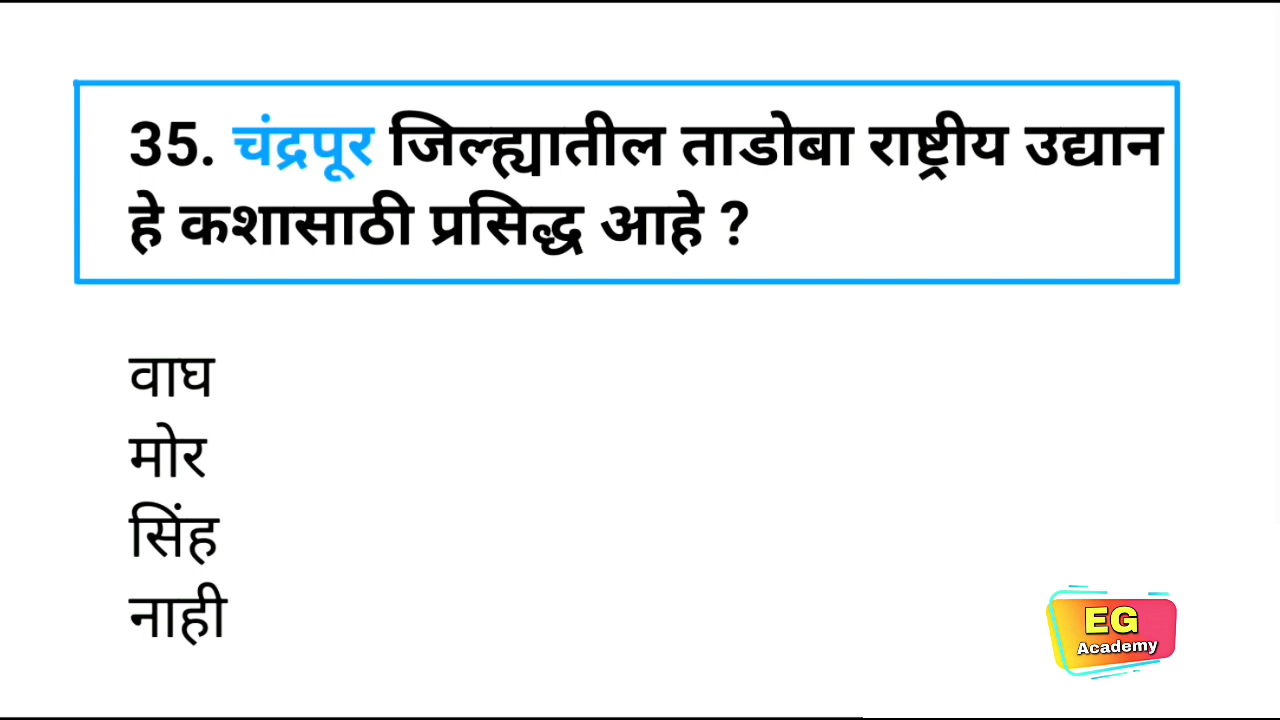 35. चंद्रपूर जिल्ह्यातील ताडोबा राष्ट्रीय उद्यान
हे कशासाठी प्रसिद्ध आहे ?
वाघ
मोर
सिंह
नाही
EG
Academy